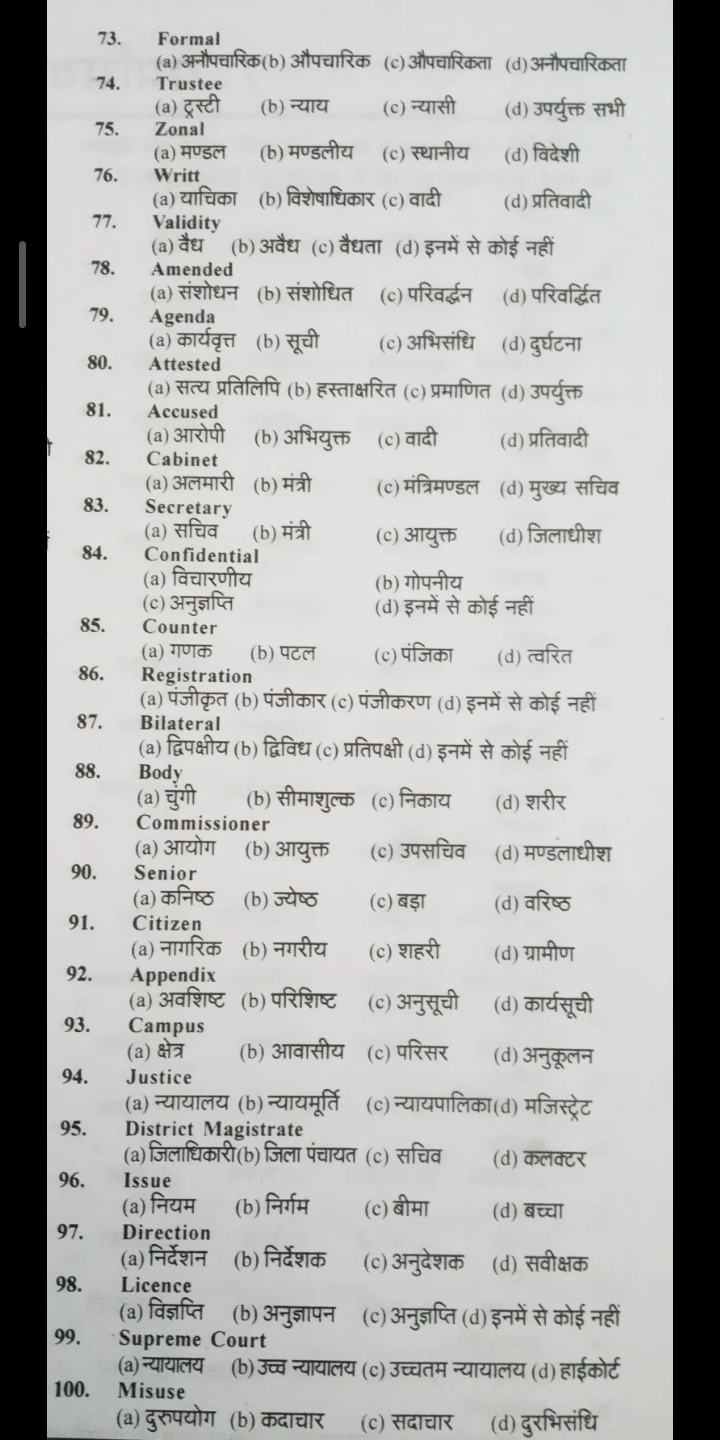 73. Formal
(a) अनौपचारिक (b) औपचारिक (c) औपचारिकता (d) अनौपचारिकता
74. Trustee
(a) ट्रस्टी (b) न्याय (c) न्यासी (d) उपर्युक्त सभी
75. Zonal
(a) मण्डल (b) मण्डलीय (c) स्थानीय (d) विदेशी
76. Writt
(a) याचिका (b) विशेषाधिकार (c) वादी (d) प्रतिवादी
77. Validity
(a) वैध (b) अवैध (c) वैधता (d) इनमें से कोई नहीं
78. Amended
(a) संशोधन (b) संशोधित (c) परिवर्द्धन (d) परिवर्द्धित
79. Agenda
(a) कार्यवृत्त (b) सूची (c) अभिसंधि (d) दुर्घटना
80. Attested
(a) सत्य प्रतिलिपि (b) हस्ताक्षरित (c) प्रमाणित (d) उपर्युक्त
81. Accused
(a) आरोपी (b) अभियुक्त (c) वादी (d) प्रतिवादी
82. Cabinet
(a) अलमारी (b) मंत्री (c) मंत्रिमण्डल (d) मुख्य सचिव
83. Secretary
(a) सचिव (b) मंत्री (c) आयुक्त (d) जिलाधीश
84. Confidential
(a) विचारणीय (b) गोपनीय
(c) अनुज्ञप्ति (d) इनमें से कोई नहीं
85. Counter
(a) गणक (b) पटल (c) पंजिका (d) त्वरित
86. Registration
(a) पंजीकृत (b) पंजीकार (c) पंजीकरण (d) इनमें से कोई नहीं
87. Bilateral
(a) द्विपक्षीय (b) द्विविध (c) प्रतिपक्षी (d) इनमें से कोई नहीं
88. Body
(a) चुंगी (b) सीमाशुल्क (c) निकाय (d) शरीर
89. Commissioner
(a) आयोग (b) आयुक्त (c) उपसचिव (d) मण्डलाधीश
90. Senior
(a) कनिष्ठ (b) ज्येष्ठ (c) बड़ा (d) वरिष्ठ
91. Citizen
(a) नागरिक (b) नगरीय (c) शहरी (d) ग्रामीण
92. Appendix
(a) अवशिष्ट (b) परिशिष्ट (c) अनुसूची (d) कार्यसूची
93. Campus
(a) क्षेत्र (b) आवासीय (c) परिसर (d) अनुकूलन
94. Justice
(a) न्यायालय (b) न्यायमूर्ति (c) न्यायपालिका (d) मजिस्ट्रेट
95. District Magistrate
(a) जिलाधिकारी (b) जिला पंचायत (c) सचिव (d) कलक्टर
96. Issue
(a) नियम (b) निर्गम (c) बीमा (d) बच्चा
97. Direction
(a) निर्देशन (b) निर्देशक (c) अनुदेशक (d) सवीक्षक
98. Licence
(a) विज्ञप्ति (b) अनुज्ञापन (c) अनुज्ञप्ति (d) इनमें से कोई नहीं
99. Supreme Court
(a) न्यायालय (b) उच्च न्यायालय (c) उच्चतम न्यायालय (d) हाईकोर्ट
100. Misuse
(a) दुरुपयोग (b) कदाचार (c) सदाचार (d) दुरभिसंधि